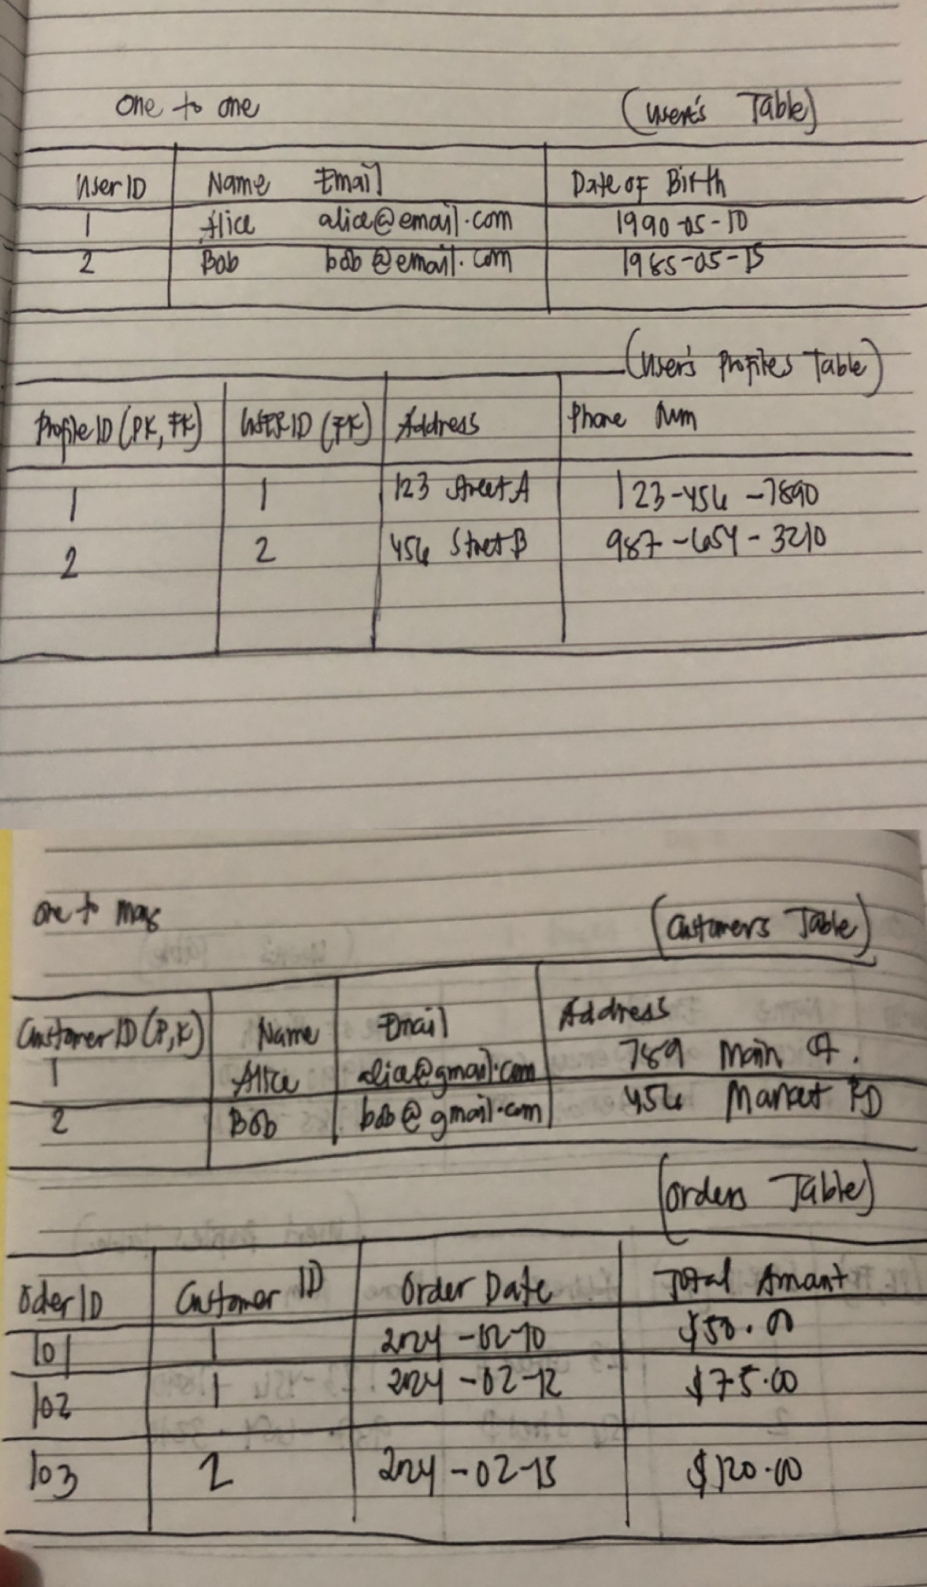 one to one (User's Table)
User ID Name Email Date of Birth
1 Alice alice@email.com 1990-05-10
2 Bob bob@email.com 1985-05-15
(User's Profiles Table)
Profile ID (PK, FK) User ID (FK) Address Phone Num
1 1 123 Street A 123-456-7890
2 2 456 Street B 987-654-3210
one to (Customers Table)
Customer ID (P,K) Name Email Address
1 Alice alice@gmail.com 789 Main
2 Bob bob@gmail.com 456 Market RD
(Orders Table)
Oder ID Customer ID Order Date Total Amant
101 1 2024-02-10 $50.00
102 1 2024-02-12 $75.00
103 2 2024-02-15 $120.00